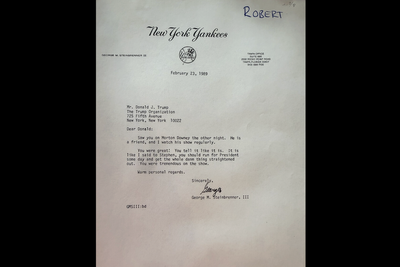 ROBERT
New York Yankees
February 23, 1989
Mr. Donald J. Trump
The Trump Organization
725 Fifth Avenue
New York, New York 10022
Dear Donald:
Saw you on Morton Downey the other night. He is
a friend, and I watch his show regularly.
You were great! You tell it like it is. It is
like I said to Stephen, you should run for President
some day and get the whole damn thing straightened
out. You were tremendous on the show.
Warm personal regards.
Sincerely,
George
George M. Steinbrenner, III
GMSIII:bd